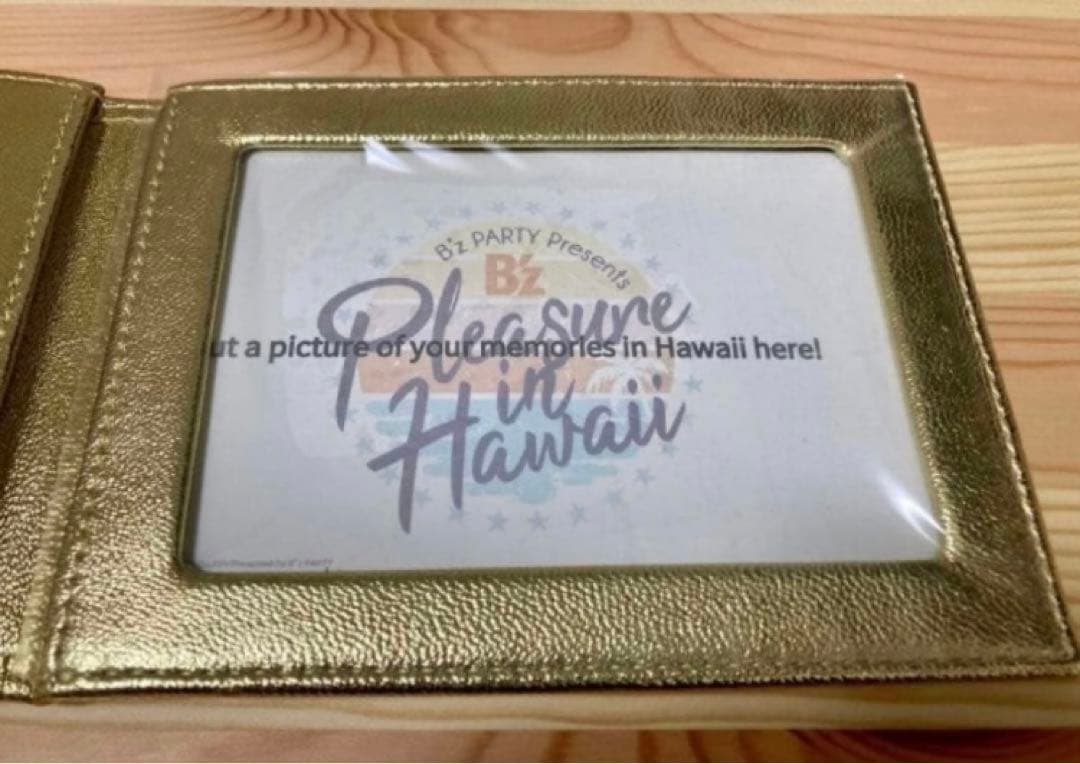 B'z PARTY Presents
B'z
Pleasure
ut a picture of your memories in Hawaii here!
in
Hawaii